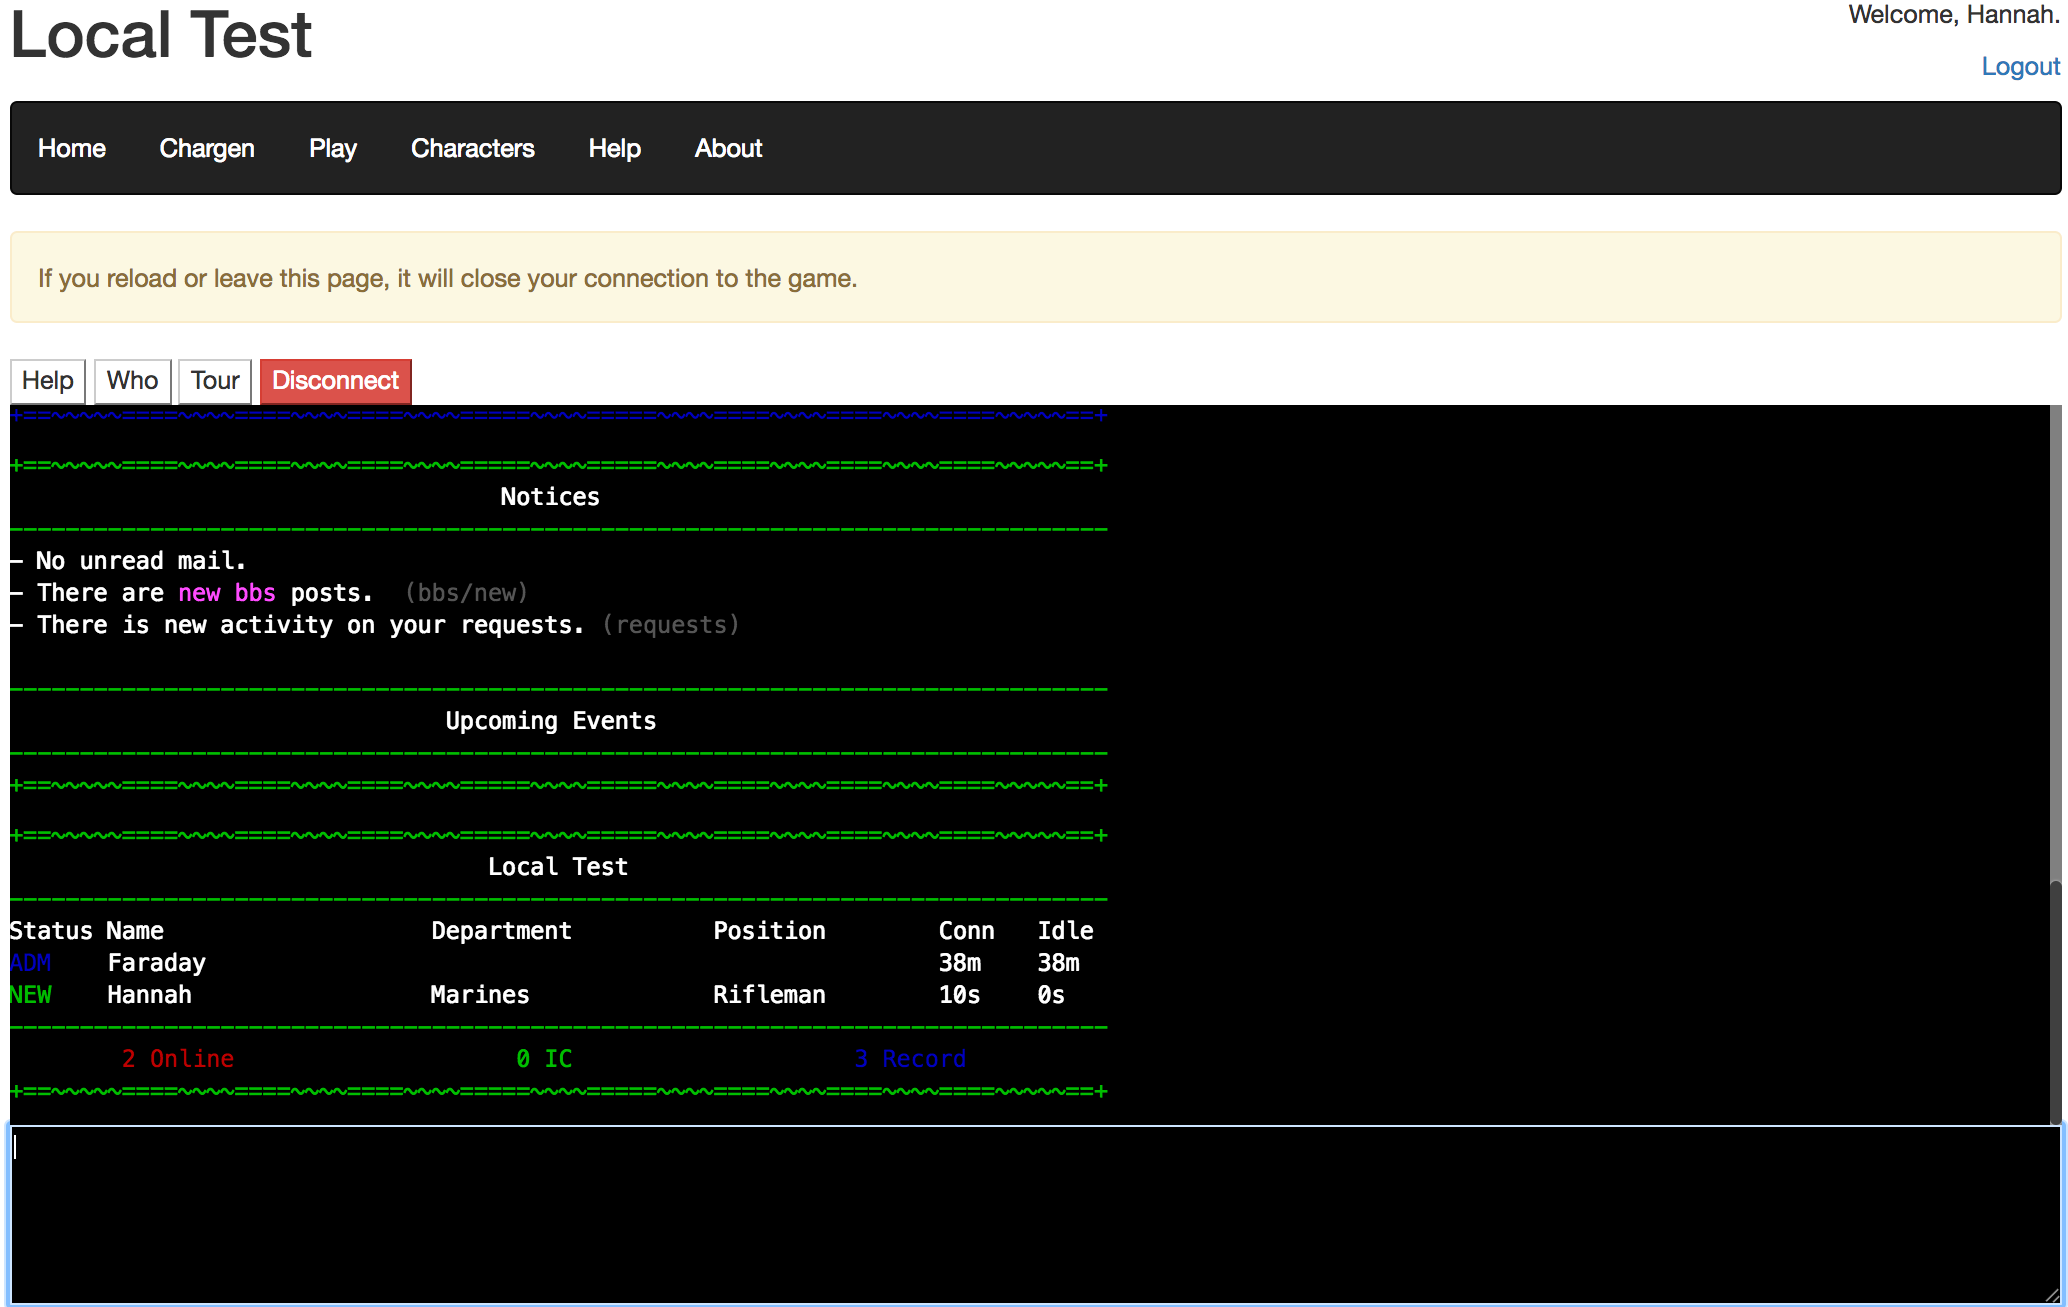 Local Test
Welcome, Hannah.
Logout
Home Chargen Play Characters Help About
If you reload or leave this page, it will close your connection to the game.
Help Who Tour Disconnect
+==~~~~~====~~~~====~~~~====~~~~=====~~~~=====~~~~====~~~~====~~~~====~~~~~==+
+==~~~~~====~~~~====~~~~====~~~~=====~~~~=====~~~~====~~~~====~~~~====~~~~~==+
Notices
------------------------------------------------------------------------------
- No unread mail.
- There are new bbs posts.  (bbs/new)
- There is new activity on your requests. (requests)
------------------------------------------------------------------------------
Upcoming Events
------------------------------------------------------------------------------
+==~~~~~====~~~~====~~~~====~~~~=====~~~~=====~~~~====~~~~====~~~~====~~~~~==+
+==~~~~~====~~~~====~~~~====~~~~=====~~~~=====~~~~====~~~~====~~~~====~~~~~==+
Local Test
------------------------------------------------------------------------------
Status Name Department Position Conn Idle
ADM Faraday 38m 38m
NEW Hannah Marines Rifleman 10s 0s
------------------------------------------------------------------------------
2 Online 0 IC 3 Record
+==~~~~~====~~~~====~~~~====~~~~=====~~~~=====~~~~====~~~~====~~~~====~~~~~==+